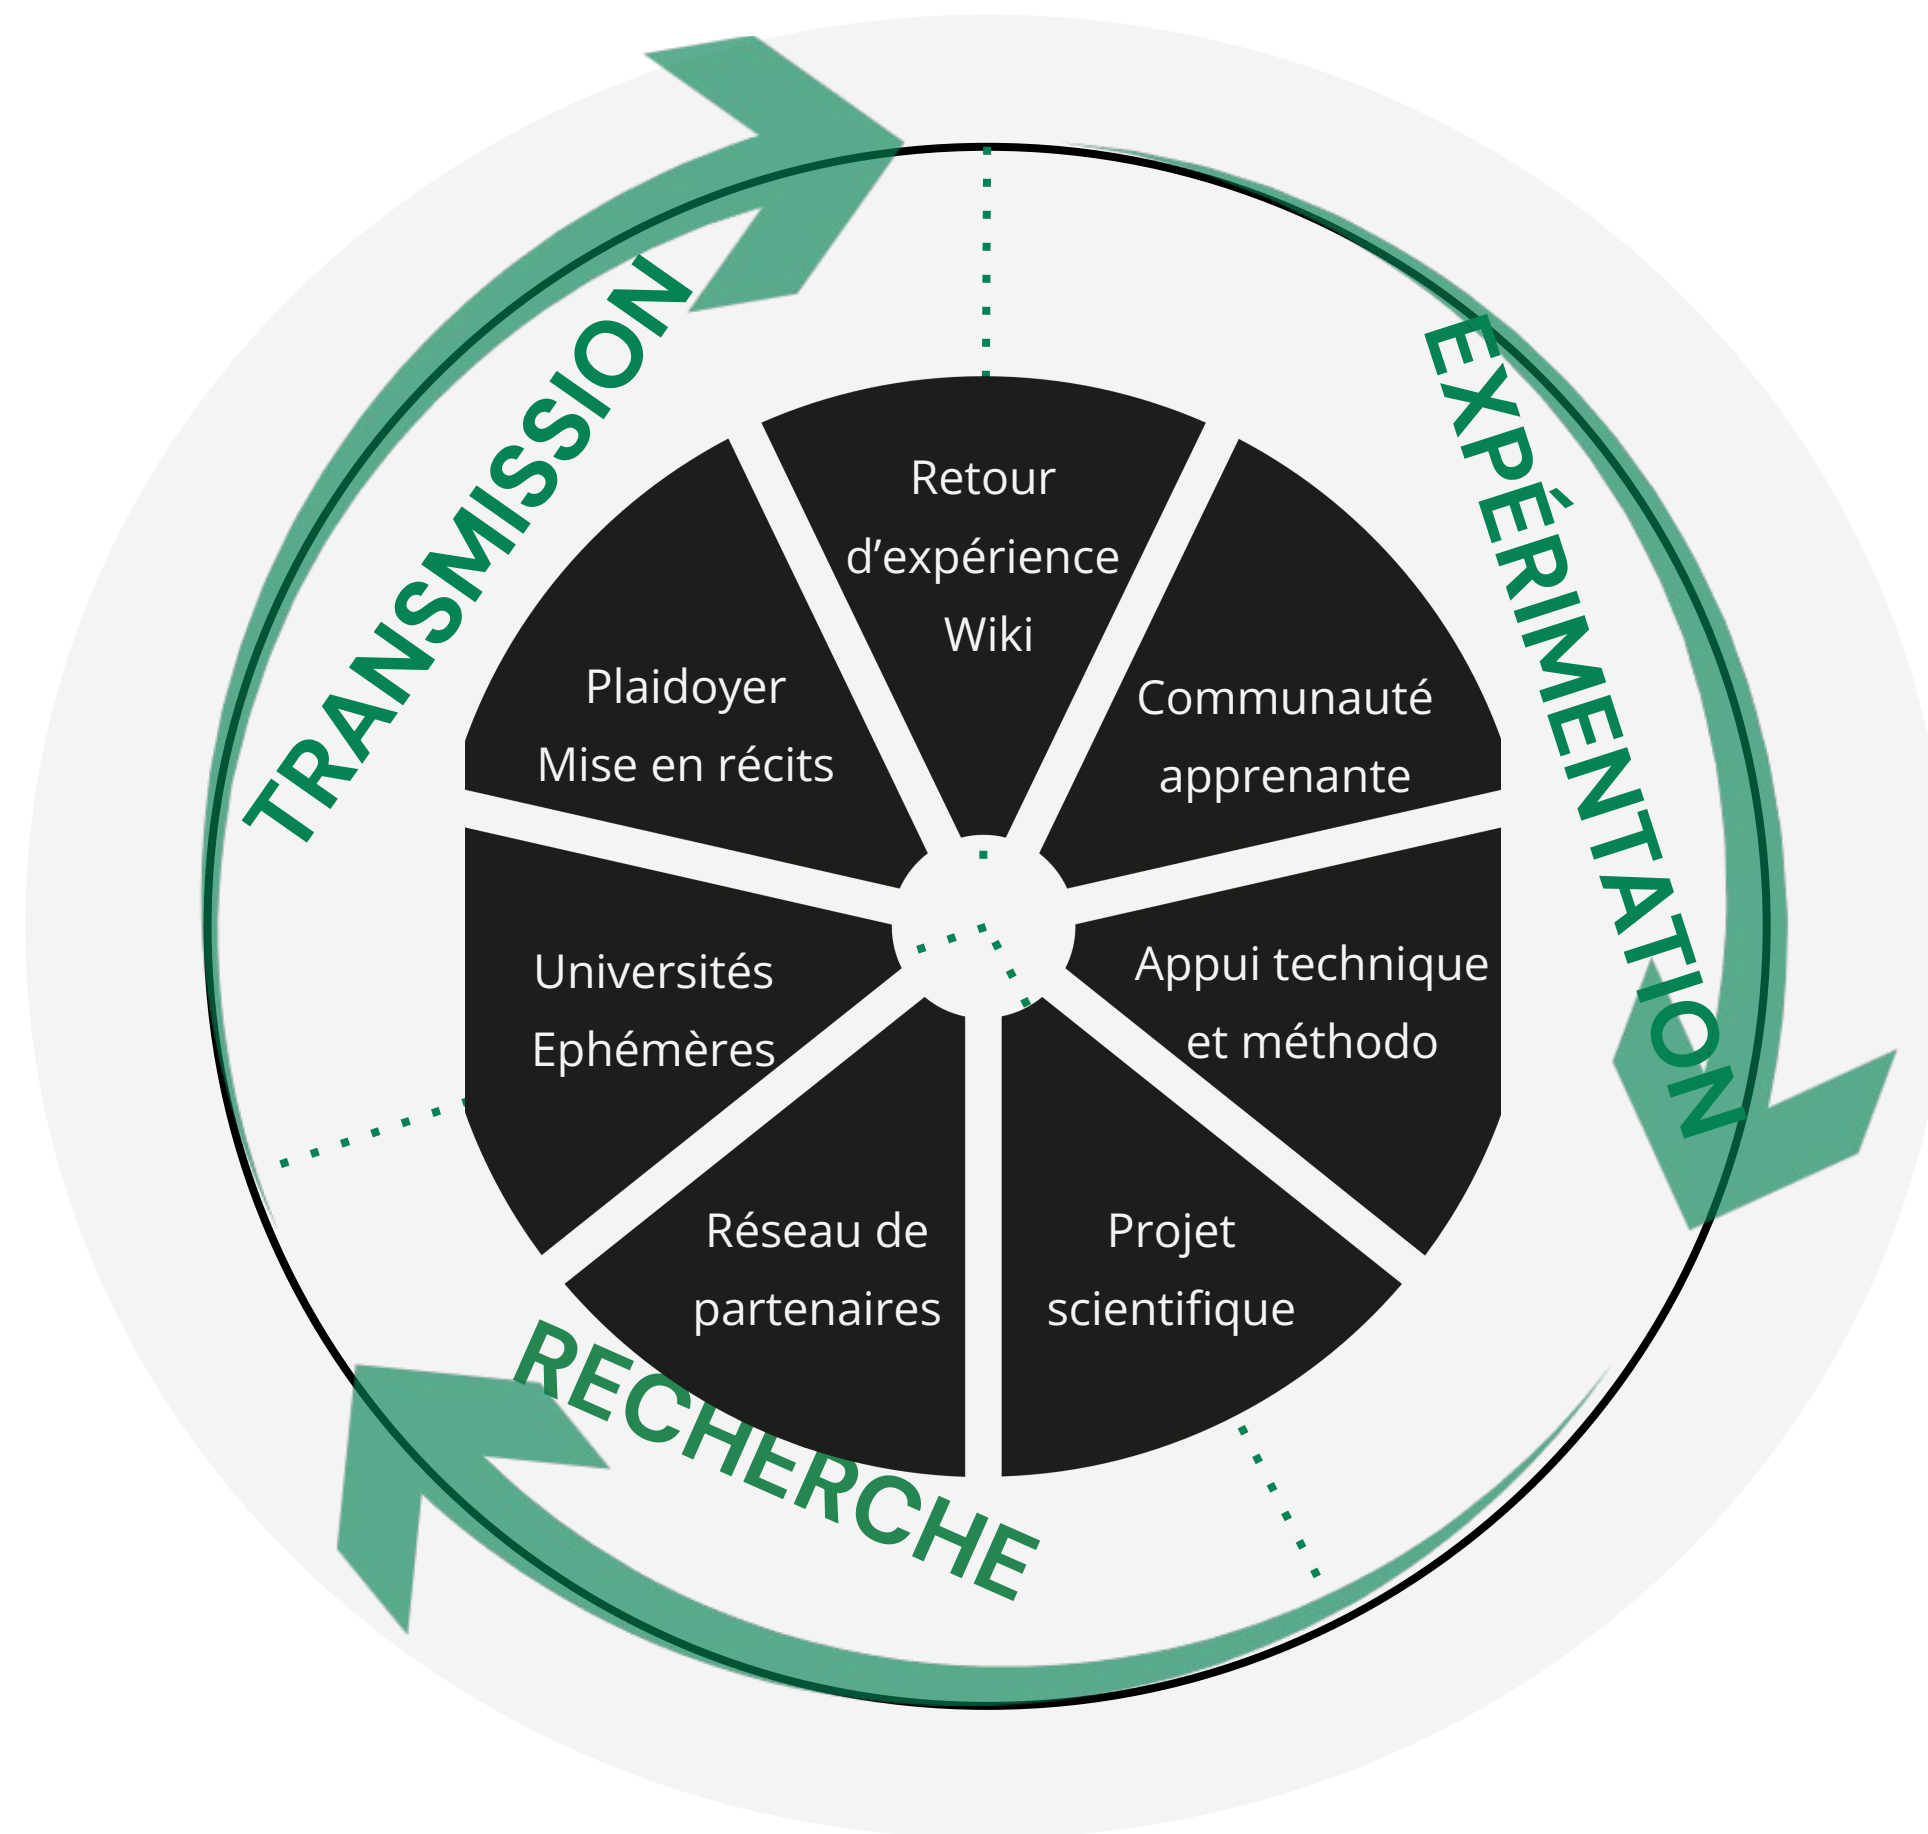 TRANSMISSION
EXPÉRIMENTATION
RECHERCHE
Retour
d’expérience
Wiki
Communauté
apprenante
Appui technique
et méthodo
Projet
scientifique
Réseau de
partenaires
Universités
Ephémères
Plaidoyer
Mise en récits